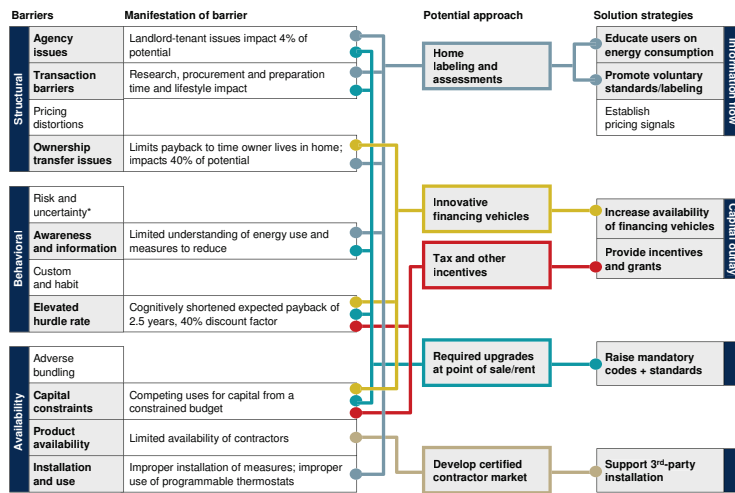 Barriers
Manifestation of barrier
Potential approach
Solution strategies
Structural
Agency
issues
Landlord-tenant issues impact 4% of
potential
Transaction
barriers
Research, procurement and preparation
time and lifestyle impact
Pricing
distortions
Ownership
transfer issues
Limits payback to time owner lives in home;
impacts 40% of potential
Behavioral
Risk and
uncertainty*
Awareness
and information
Limited understanding of energy use and
measures to reduce
Custom
and habit
Elevated
hurdle rate
Cognitively shortened expected payback of
2.5 years, 40% discount factor
Availability
Adverse
bundling
Capital
constraints
Competing uses for capital from a
constrained budget
Product
availability
Limited availability of contractors
Installation
and use
Improper installation of measures; improper
use of programmable thermostats
Home
labeling and
assessments
Innovative
financing vehicles
Tax and other
incentives
Required upgrades
at point of sale/rent
Develop certified
contractor market
Educate users on
energy consumption
Promote voluntary
standards/labeling
Establish
pricing signals
Information flow
Increase availability
of financing vehicles
Provide incentives
and grants
Capital outlay
Raise mandatory
codes + standards
Support 3rd-party
installation